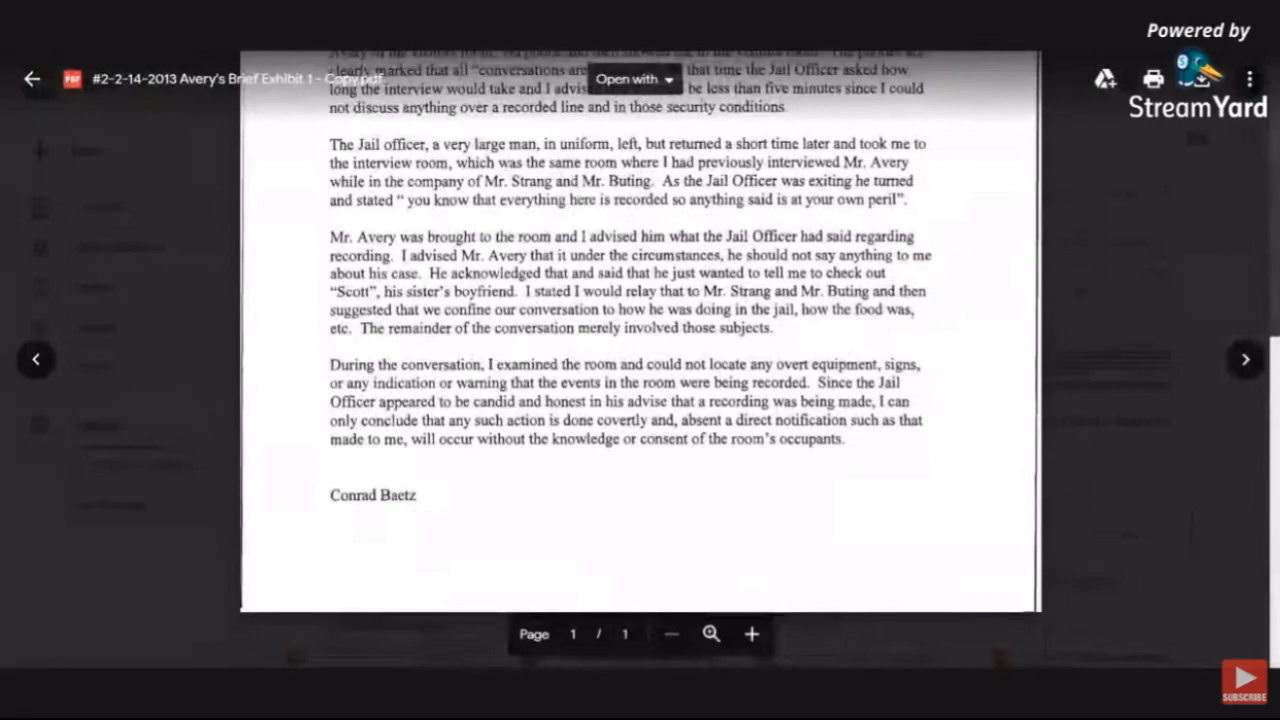 Powered by
StreamYard
PDF #2-2-14-2013 Avery's Brief Exhibit 1 - Copy.pdf
Open with
clearly marked that all "conversations are that time the Jail Officer asked how
long the interview would take and I advis be less than five minutes since I could
not discuss anything over a recorded line and in those security conditions
The Jail officer, a very large man, in uniform, left, but returned a short time later and took me to
the interview room, which was the same room where I had previously interviewed Mr. Avery
while in the company of Mr. Strang and Mr. Buting. As the Jail Officer was exiting he turned
and stated " you know that everything here is recorded so anything said is at your own peril".
Mr. Avery was brought to the room and I advised him what the Jail Officer had said regarding
recording. I advised Mr. Avery that it under the circumstances, he should not say anything to me
about his case. He acknowledged that and said that he just wanted to tell me to check out
"Scott", his sister's boyfriend. I stated I would relay that to Mr. Strang and Mr. Buting and then
suggested that we confine our conversation to how he was doing in the jail, how the food was,
etc. The remainder of the conversation merely involved those subjects.
During the conversation, I examined the room and could not locate any overt equipment, signs,
or any indication or warning that the events in the room were being recorded. Since the Jail
Officer appeared to be candid and honest in his advise that a recording was being made, I can
only conclude that any such action is done covertly and, absent a direct notification such as that
made to me, will occur without the knowledge or consent of the room's occupants.
Conrad Baetz
Page 1 / 1
SUBSCRIBE